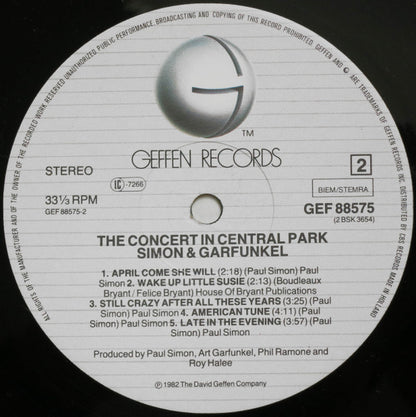 ALL RIGHTS OF THE MANUFACTURER AND OF THE OWNER OF THE RECORDED WORK RESERVED UNAUTHORIZED PUBLIC PERFORMANCE, BROADCASTING AND COPYING OF THIS RECORD PROHIBITED. GEFFEN AND G ARE TRADEMARKS OF GEFFEN RECORDS INC. DISTRIBUTED BY CBS RECORDS. MADE IN HOLLAND
TM
GEFFEN RECORDS
STEREO
IC -7266
2
33⅓ RPM
GEF 88575-2
BIEM/STEMRA
GEF 88575
(2 BSK 3654)
THE CONCERT IN CENTRAL PARK
SIMON & GARFUNKEL
1. APRIL COME SHE WILL (2:18) (Paul Simon) Paul
Simon 2. WAKE UP LITTLE SUSIE (2:13) (Boudleaux
Bryant / Felice Bryant) House Of Bryant Publications
3. STILL CRAZY AFTER ALL THESE YEARS (3:25) (Paul
Simon) Paul Simon 4. AMERICAN TUNE (4:11) (Paul
Simon) Paul Simon 5. LATE IN THE EVENING (3:57) (Paul
Simon) Paul Simon
Produced by Paul Simon, Art Garfunkel, Phil Ramone and
Roy Halee
℗ 1982 The David Geffen Company